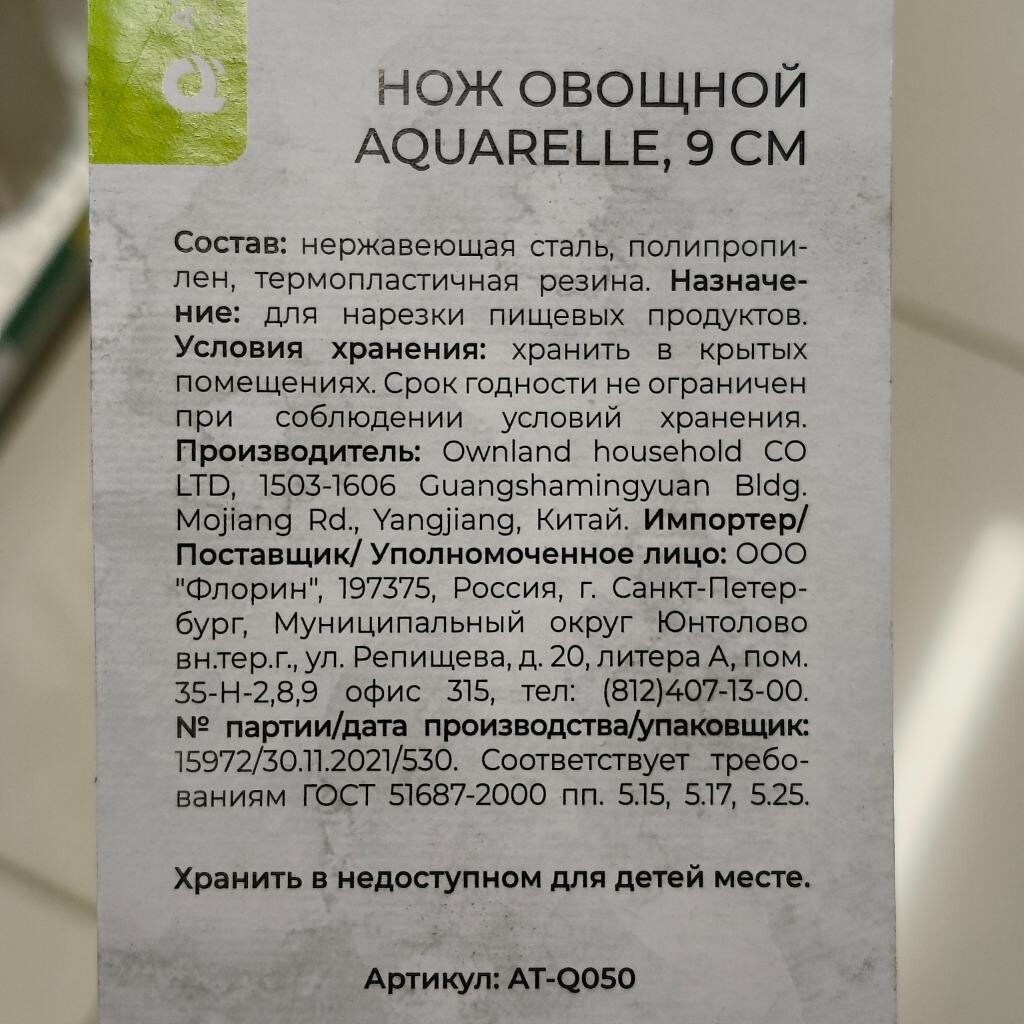 НОЖ ОВОЩНОЙ
AQUARELLE, 9 СМ
Состав: нержавеющая сталь, полипропи-
лен, термопластичная резина. Назначе-
ние: для нарезки пищевых продуктов.
Условия хранения: хранить в крытых
помещениях. Срок годности не ограничен
при соблюдении условий хранения.
Производитель: Ownland household CO
LTD, 1503-1606 Guangshamingyuan Bldg.
Mojiang Rd., Yangjiang, Китай. Импортер/
Поставщик/ Уполномоченное лицо: ООО
"Флорин", 197375, Россия, г. Санкт-Петер-
бург, Муниципальный округ Юнтолово
вн.тер.г., ул. Репищева, д. 20, литера А, пом.
35-Н-2,8,9 офис 315, тел: (812)407-13-00.
№ партии/дата производства/упаковщик:
15972/30.11.2021/530. Соответствует требо-
ваниям ГОСТ 51687-2000 пп. 5.15, 5.17, 5.25.
Хранить в недоступном для детей месте.
Артикул: AT-Q050